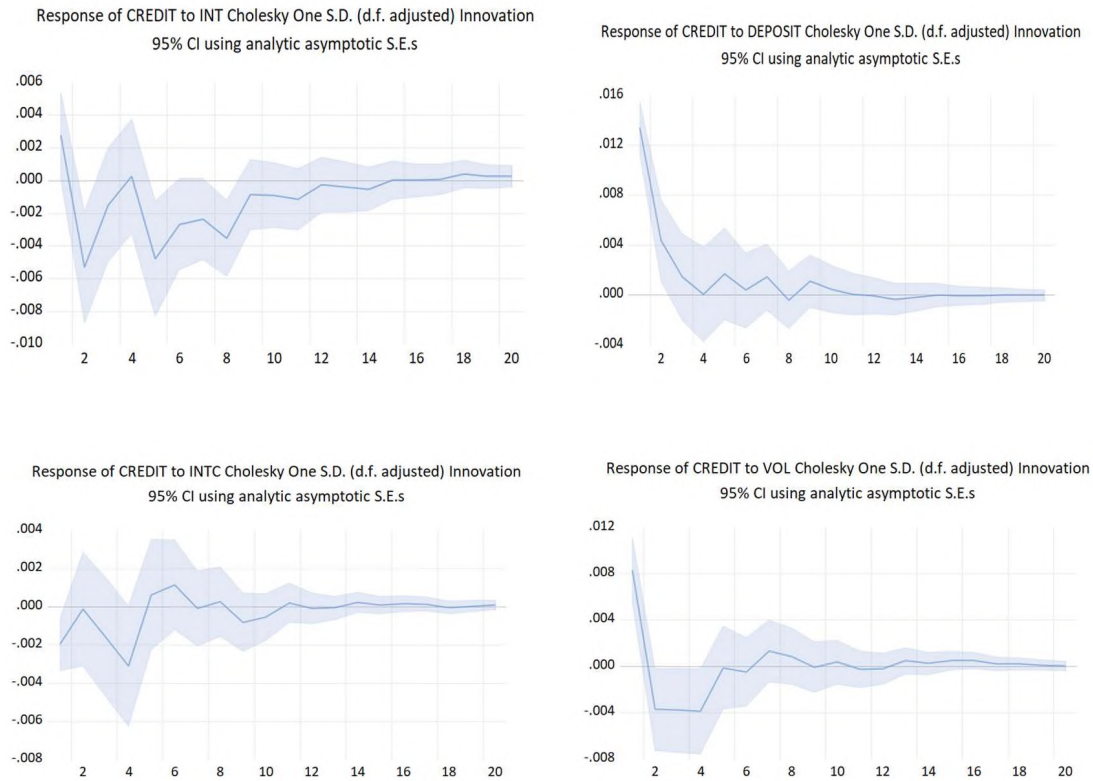 Response of CREDIT to INT Cholesky One S.D. (d.f. adjusted) Innovation
95% CI using analytic asymptotic S.E.s
.006
.004
.002
.000
-.002
-.004
-.006
-.008
-.010
2 4 6 8 10 12 14 16 18 20
Response of CREDIT to DEPOSIT Cholesky One S.D. (d.f. adjusted) Innovation
95% CI using analytic asymptotic S.E.s
.016
.012
.008
.004
.000
-.004
2 4 6 8 10 12 14 16 18 20
Response of CREDIT to INTC Cholesky One S.D. (d.f. adjusted) Innovation
95% CI using analytic asymptotic S.E.s
.004
.002
.000
-.002
-.004
-.006
-.008
2 4 6 8 10 12 14 16 18 20
Response of CREDIT to VOL Cholesky One S.D. (d.f. adjusted) Innovation
95% CI using analytic asymptotic S.E.s
.012
.008
.004
.000
-.004
-.008
2 4 6 8 10 12 14 16 18 20